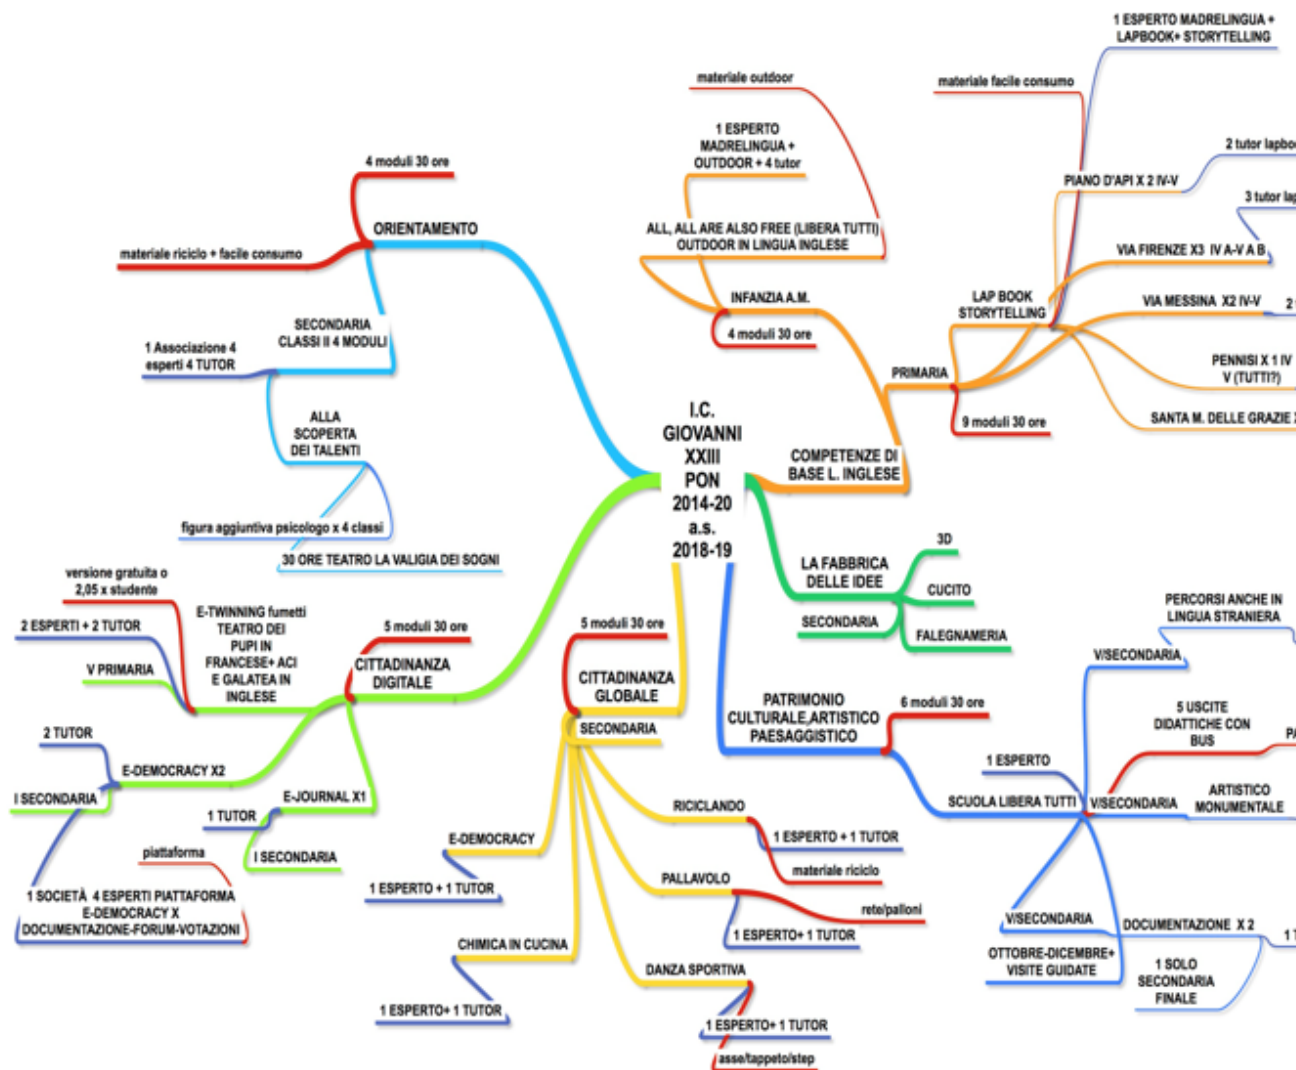 I.C.
GIOVANNI
XXIII
PON
2014-20
a.s.
2018-19
4 moduli 30 ore
ORIENTAMENTO
materiale riciclo + facile consumo
SECONDARIA
CLASSI II 4 MODULI
1 Associazione 4
esperti 4 TUTOR
ALLA
SCOPERTA
DEI TALENTI
figura aggiuntiva psicologo x 4 classi
30 ORE TEATRO LA VALIGIA DEI SOGNI
versione gratuita o
2,05 x studente
2 ESPERTI + 2 TUTOR
V PRIMARIA
E-TWINNING fumetti
TEATRO DEI
PUPI IN
FRANCESE+ ACI
E GALATEA IN
INGLESE
5 moduli 30 ore
CITTADINANZA
DIGITALE
2 TUTOR
E-DEMOCRACY X2
I SECONDARIA
E-JOURNAL X1
1 TUTOR
I SECONDARIA
piattaforma
1 SOCIETÀ 4 ESPERTI PIATTAFORMA
E-DEMOCRACY X
DOCUMENTAZIONE-FORUM-VOTAZIONI
5 moduli 30 ore
CITTADINANZA
GLOBALE
SECONDARIA
E-DEMOCRACY
1 ESPERTO + 1 TUTOR
CHIMICA IN CUCINA
1 ESPERTO+ 1 TUTOR
RICICLANDO
1 ESPERTO + 1 TUTOR
materiale riciclo
PALLAVOLO
rete/palloni
1 ESPERTO+ 1 TUTOR
DANZA SPORTIVA
1 ESPERTO+ 1 TUTOR
asse/tappeto/step
materiale outdoor
1 ESPERTO
MADRELINGUA +
OUTDOOR + 4 tutor
ALL, ALL ARE ALSO FREE (LIBERA TUTTI)
OUTDOOR IN LINGUA INGLESE
INFANZIA A.M.
4 moduli 30 ore
COMPETENZE DI
BASE L. INGLESE
PRIMARIA
9 moduli 30 ore
LAP BOOK
STORYTELLING
1 ESPERTO MADRELINGUA +
LAPBOOK+ STORYTELLING
materiale facile consumo
PIANO D'API X 2 IV-V
2 tutor lapboo
3 tutor lap
VIA FIRENZE X3 IV A-V A B
VIA MESSINA X2 IV-V
2
PENNISI X 1 IV
V (TUTTI?)
SANTA M. DELLE GRAZIE
LA FABBRICA
DELLE IDEE
3D
CUCITO
SECONDARIA
FALEGNAMERIA
PATRIMONIO
CULTURALE,ARTISTICO
PAESAGGISTICO
6 moduli 30 ore
SCUOLA LIBERA TUTTI
1 ESPERTO
V/SECONDARIA
PERCORSI ANCHE IN
LINGUA STRANIERA
5 USCITE
DIDATTICHE CON
BUS
PA
V/SECONDARIA
ARTISTICO
MONUMENTALE
V/SECONDARIA
DOCUMENTAZIONE X 2
1 T
1 SOLO
SECONDARIA
FINALE
OTTOBRE-DICEMBRE+
VISITE GUIDATE